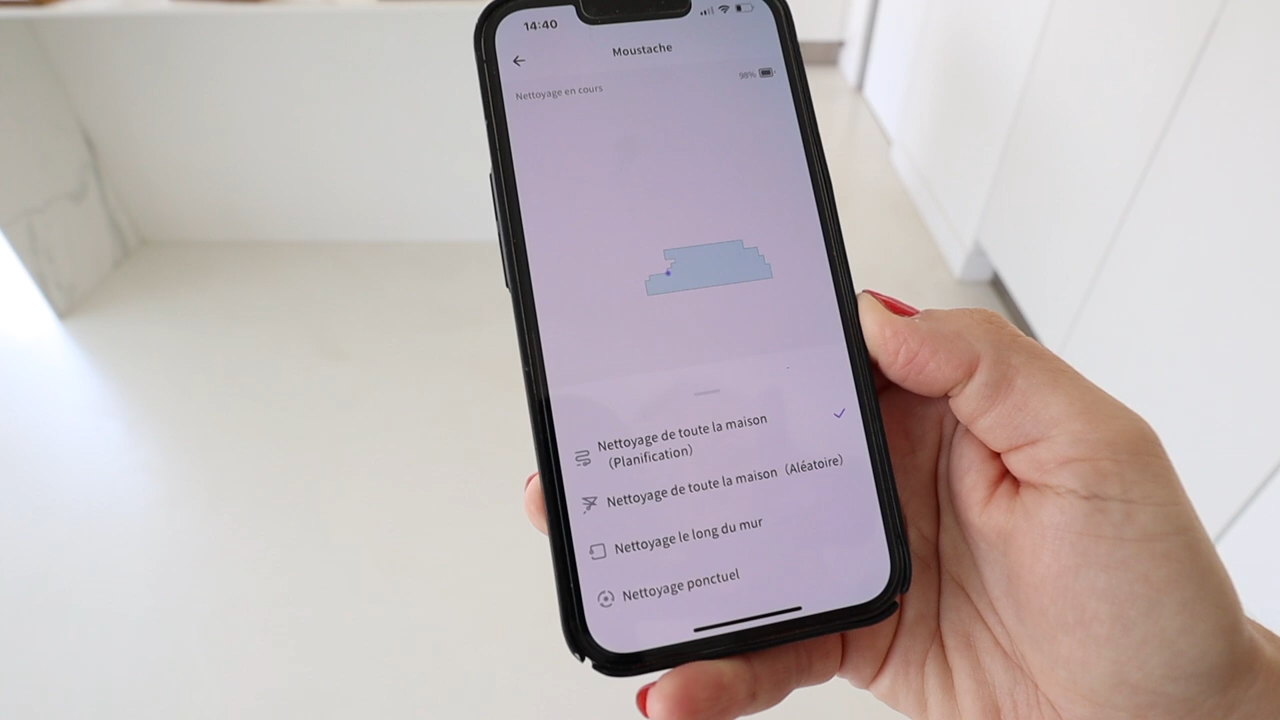 14:40
Moustache
98%
Nettoyage en cours
Nettoyage de toute la maison
(Planification)
Nettoyage de toute la maison (Aléatoire)
Nettoyage le long du mur
Nettoyage ponctuel